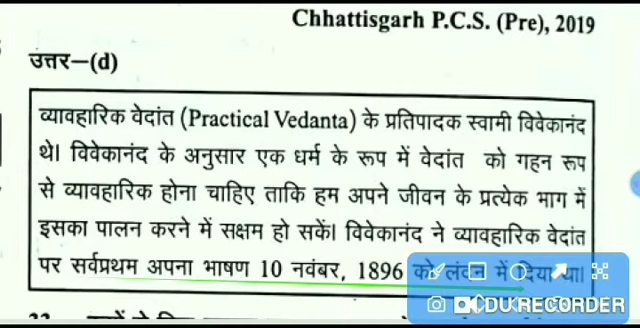 Chhattisgarh P.C.S. (Pre), 2019
उत्तर–(d)
व्यावहारिक वेदांत (Practical Vedanta) के प्रतिपादक स्वामी विवेकानंद
थे। विवेकानंद के अनुसार एक धर्म के रूप में वेदांत को गहन रूप
से व्यावहारिक होना चाहिए ताकि हम अपने जीवन के प्रत्येक भाग में
इसका पालन करने में सक्षम हो सकें। विवेकानंद ने व्यावहारिक वेदांत
पर सर्वप्रथम अपना भाषण 10 नवंबर, 1896 को लंदन में दिया था।
DU RECORDER